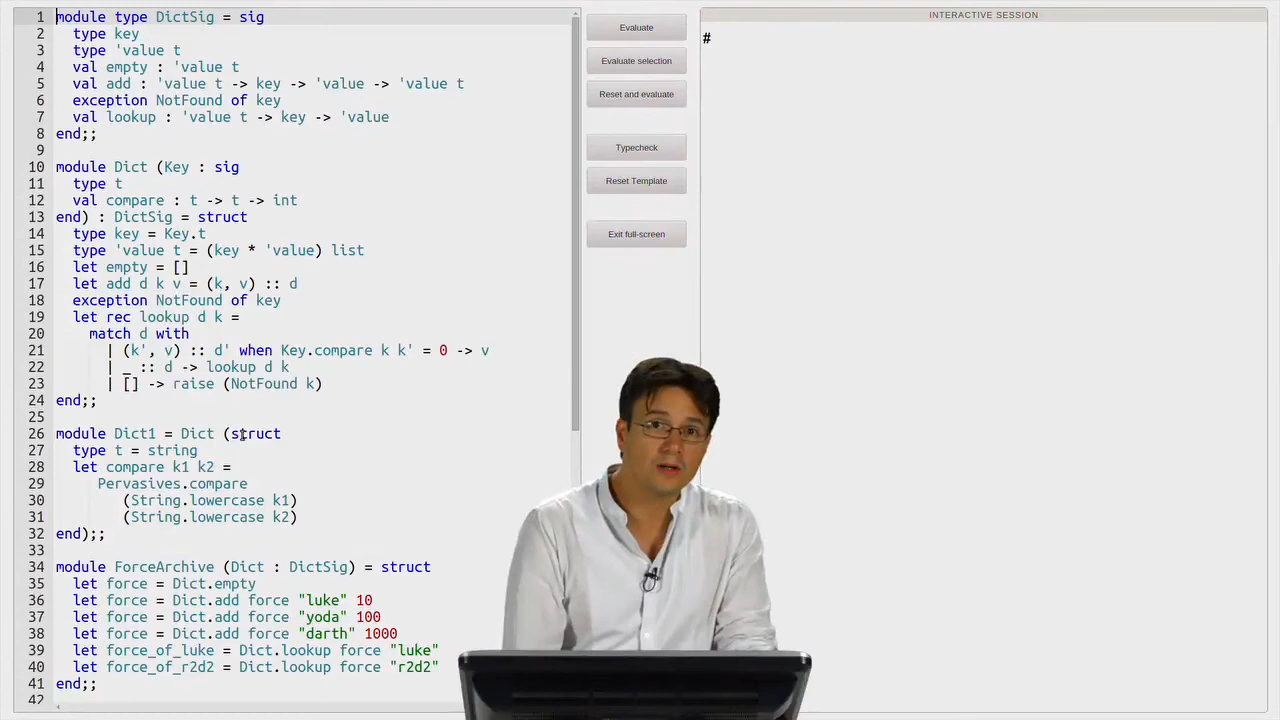 1 module type DictSig = sig
2 type key
3 type 'value t
4 val empty : 'value t
5 val add : 'value t -> key -> 'value -> 'value t
6 exception NotFound of key
7 val lookup : 'value t -> key -> 'value
8 end;;
9
10 module Dict (Key : sig
11 type t
12 val compare : t -> t -> int
13 end) : DictSig = struct
14 type key = Key.t
15 type 'value t = (key * 'value) list
16 let empty = []
17 let add d k v = (k, v) :: d
18 exception NotFound of key
19 let rec lookup d k =
20 match d with
21 | (k', v) :: d' when Key.compare k k' = 0 -> v
22 | _ :: d -> lookup d k
23 | [] -> raise (NotFound k)
24 end;;
25
26 module Dict1 = Dict (struct
27 type t = string
28 let compare k1 k2 =
29 Pervasives.compare
30 (String.lowercase k1)
31 (String.lowercase k2)
32 end);;
33
34 module ForceArchive (Dict : DictSig) = struct
35 let force = Dict.empty
36 let force = Dict.add force "luke" 10
37 let force = Dict.add force "yoda" 100
38 let force = Dict.add force "darth" 1000
39 let force_of_luke = Dict.lookup force "luke"
40 let force_of_r2d2 = Dict.lookup force "r2d2"
41 end;;
42
Evaluate
Evaluate selection
Reset and evaluate
Typecheck
Reset Template
Exit full-screen
INTERACTIVE SESSION
#